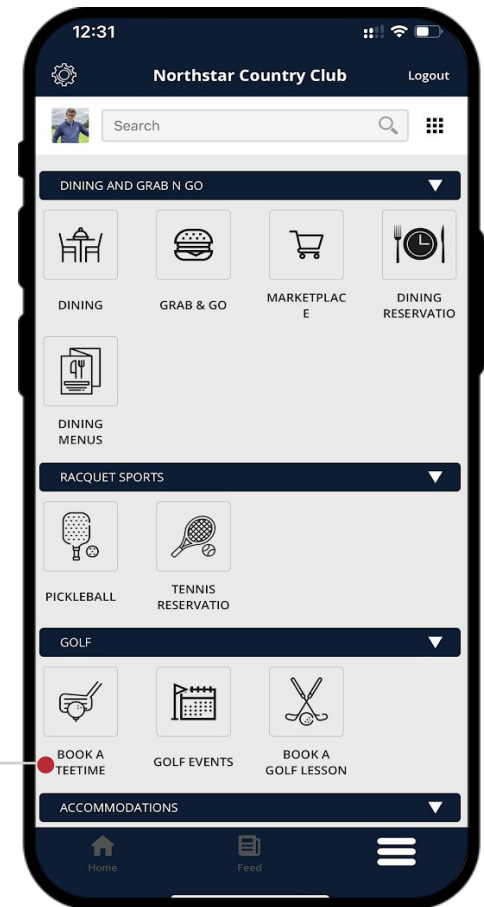 12:31
Northstar Country Club
Logout
Search
DINING AND GRAB N GO
DINING
GRAB & GO
MARKETPLAC
E
DINING
RESERVATIO
DINING
MENUS
RACQUET SPORTS
PICKLEBALL
TENNIS
RESERVATIO
GOLF
BOOK A
TEETIME
GOLF EVENTS
BOOK A
GOLF LESSON
ACCOMMODATIONS
Home
Feed